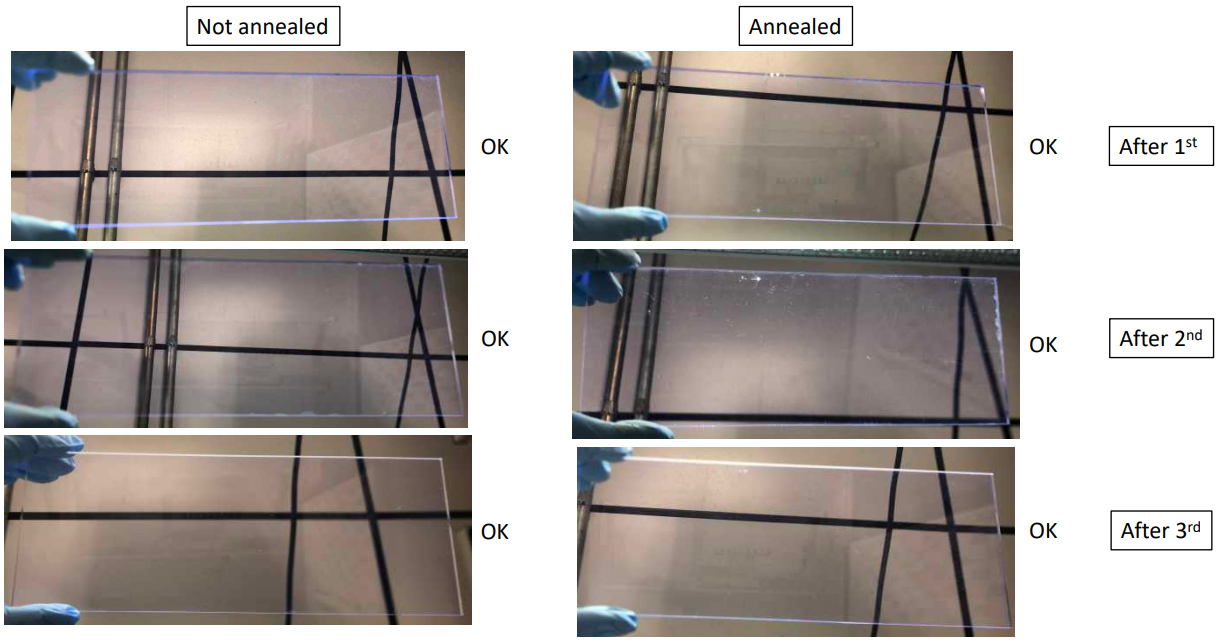 Not annealed
Annealed
OK
OK
After 1st
OK
OK
After 2nd
OK
OK
After 3rd